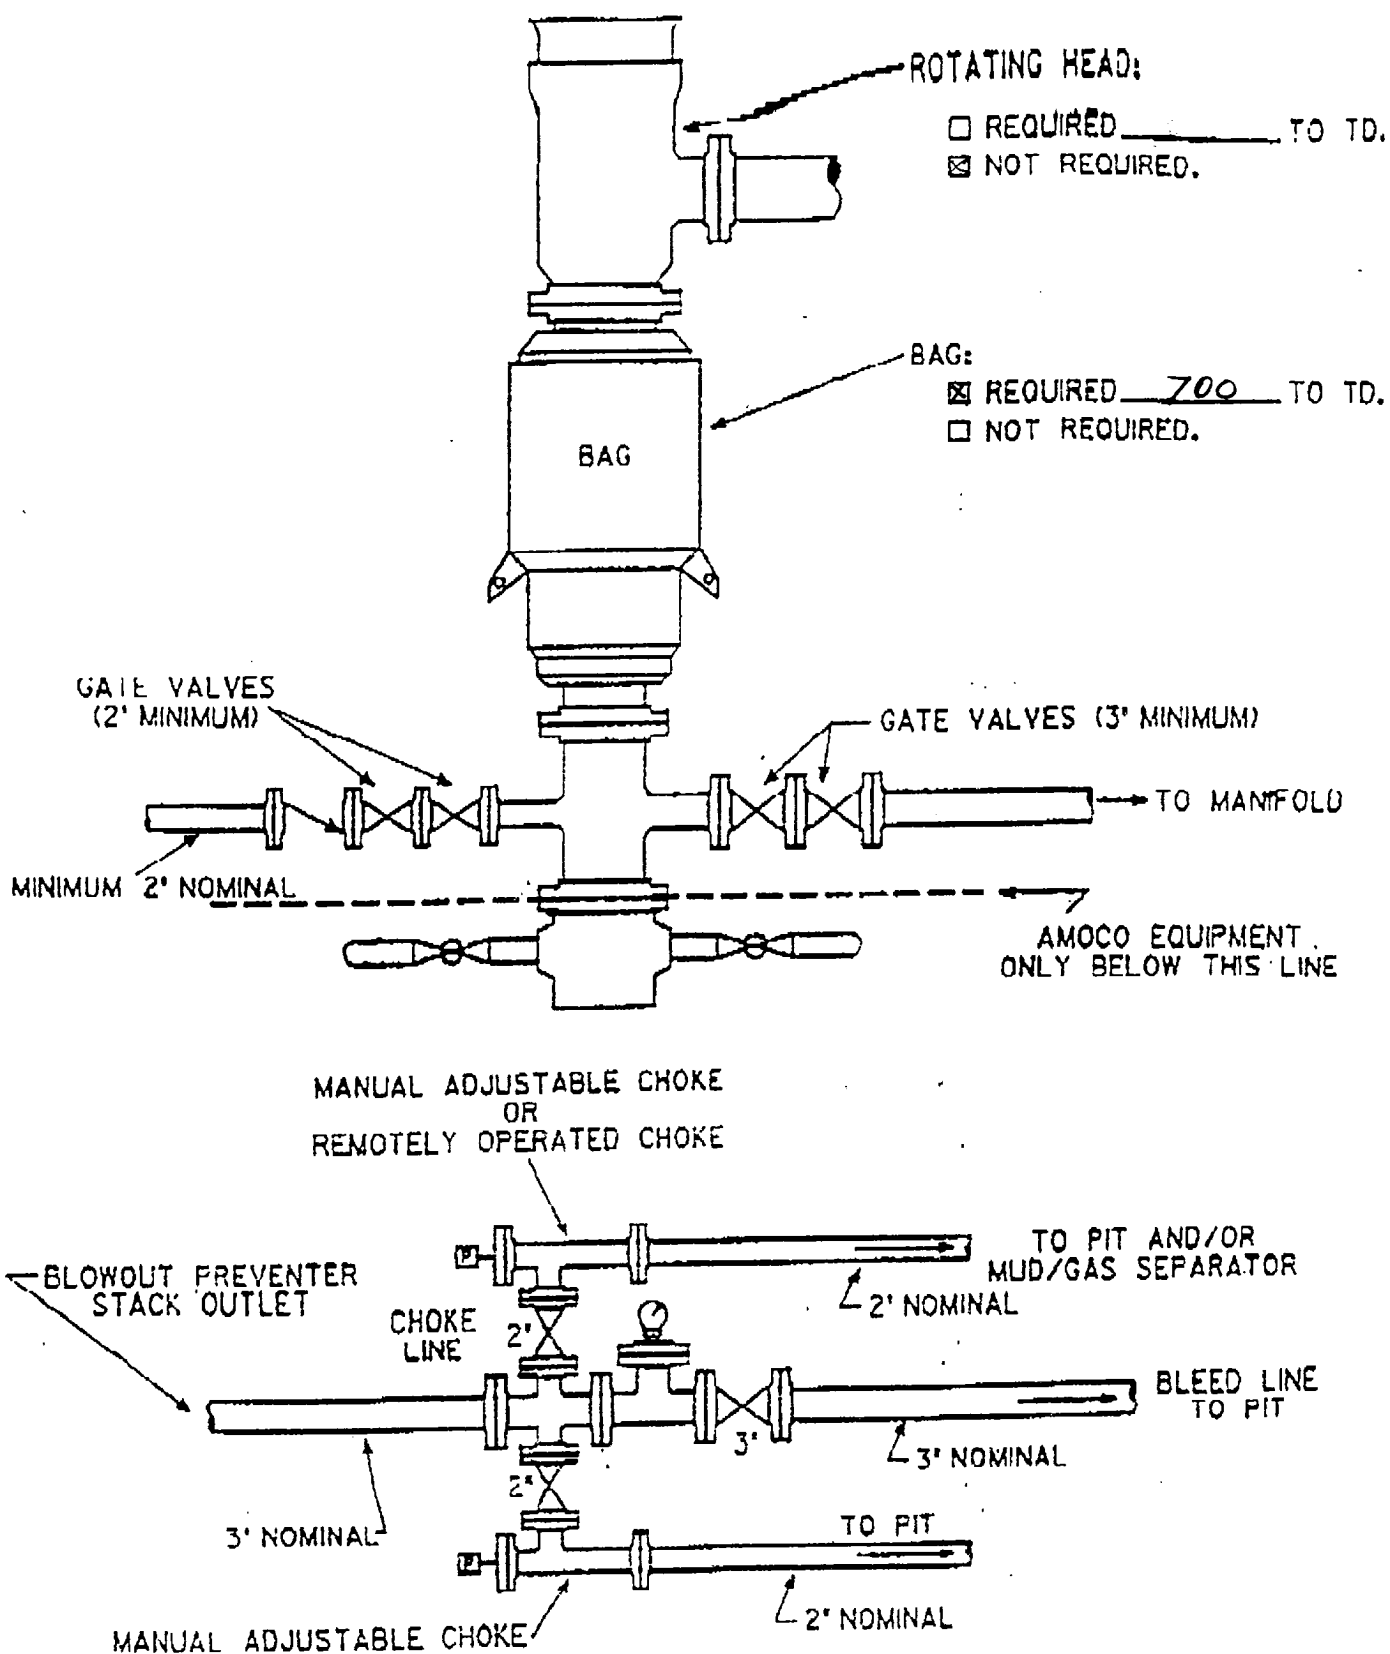 ROTATING HEAD:
☐ REQUIRED________ TO TD.
☒ NOT REQUIRED.
BAG:
☒ REQUIRED 700 TO TD.
☐ NOT REQUIRED.
BAG
GATE VALVES
(2" MINIMUM)
GATE VALVES (3" MINIMUM)
TO MANIFOLD
MINIMUM 2" NOMINAL
AMOCO EQUIPMENT
ONLY BELOW THIS LINE
MANUAL ADJUSTABLE CHOKE
OR
REMOTELY OPERATED CHOKE
P
TO PIT AND/OR
MUD/GAS SEPARATOR
2" NOMINAL
BLOWOUT PREVENTER
STACK OUTLET
CHOKE
LINE
2"
BLEED LINE
TO PIT
3"
3" NOMINAL
2"
3" NOMINAL
TO PIT
P
2" NOMINAL
MANUAL ADJUSTABLE CHOKE